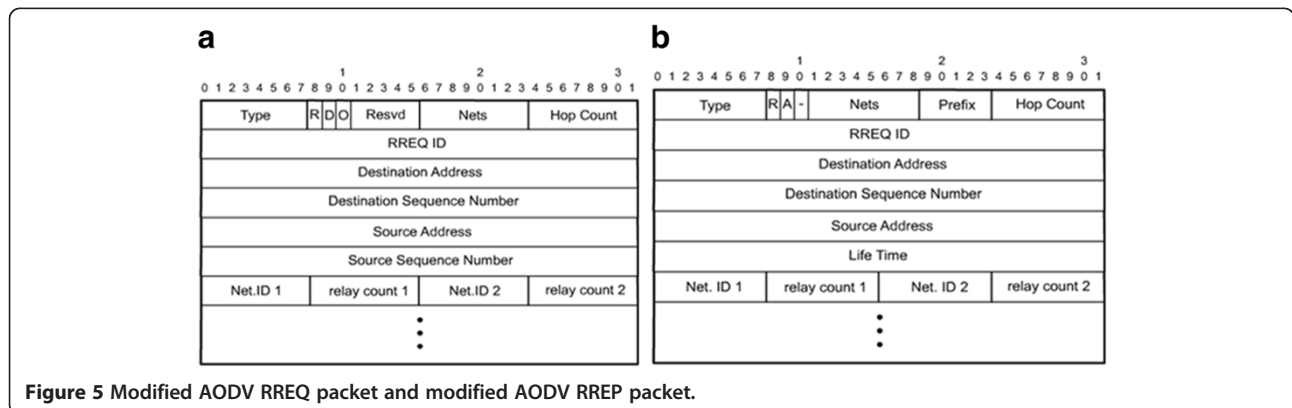 a
1 2 3
0 1 2 3 4 5 6 7 8 9 0 1 2 3 4 5 6 7 8 9 0 1 2 3 4 5 6 7 8 9 0 1
Type R D O Resvd Nets Hop Count
RREQ ID
Destination Address
Destination Sequence Number
Source Address
Source Sequence Number
Net.ID 1 relay count 1 Net.ID 2 relay count 2
b
1 2 3
0 1 2 3 4 5 6 7 8 9 0 1 2 3 4 5 6 7 8 9 0 1 2 3 4 5 6 7 8 9 0 1
Type R A - Nets Prefix Hop Count
RREQ ID
Destination Address
Destination Sequence Number
Source Address
Life Time
Net. ID 1 relay count 1 Net. ID 2 relay count 2
Figure 5 Modified AODV RREQ packet and modified AODV RREP packet.